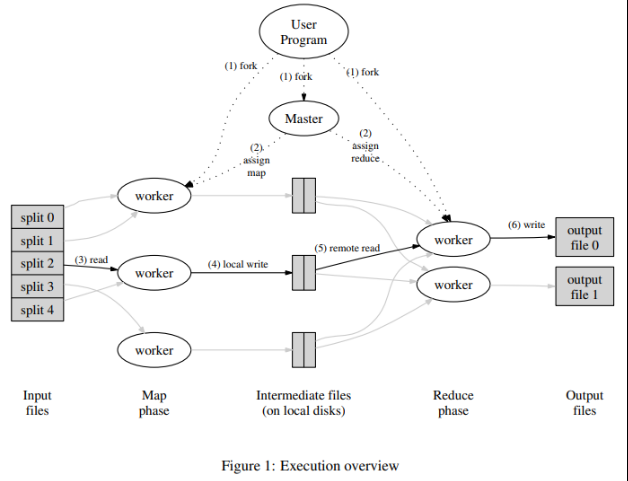 User
Program
(1) fork
(1) fork
(1) fork
Master
(2)
assign
map
(2)
assign
reduce
worker
split 0
split 1
split 2
split 3
split 4
(3) read
worker
(4) local write
(5) remote read
worker
(6) write
output
file 0
worker
output
file 1
worker
Input
files
Map
phase
Intermediate files
(on local disks)
Reduce
phase
Output
files
Figure 1: Execution overview